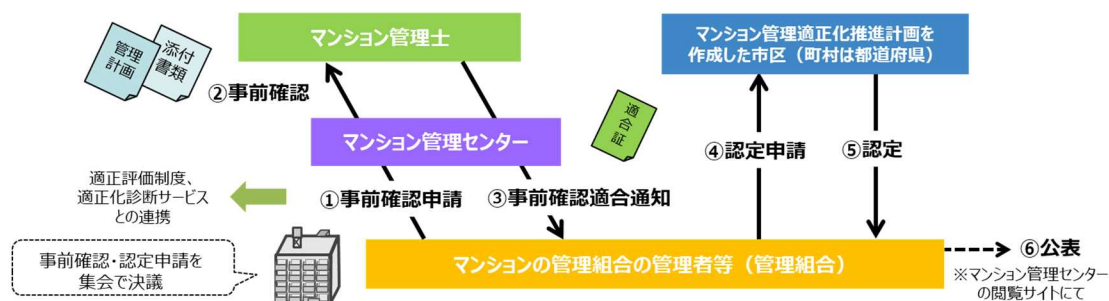 管理
計画
添付
書類
マンション管理士
マンション管理適正化推進計画を
作成した市区（町村は都道府県）
②事前確認
適合証
マンション管理センター
④認定申請
⑤認定
適正評価制度、
適正化診断サービス
との連携
①事前確認申請
③事前確認適合通知
事前確認・認定申請を
集会で決議
マンションの管理組合の管理者等（管理組合）
⑥公表
※マンション管理センター
の閲覧サイトにて